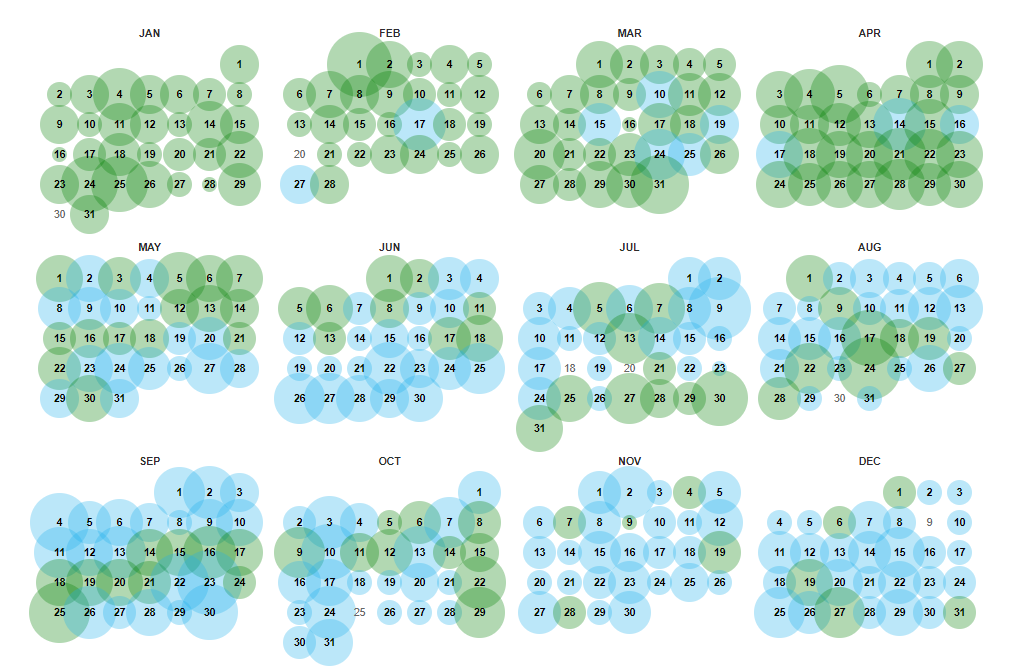 JAN FEB MAR APR
1 1 2 3 4 5 1 2 3 4 5 1 2
2 3 4 5 6 7 8 6 7 8 9 10 11 12 6 7 8 9 10 11 12 3 4 5 6 7 8 9
9 10 11 12 13 14 15 13 14 15 16 17 18 19 13 14 15 16 17 18 19 10 11 12 13 14 15 16
16 17 18 19 20 21 22 20 21 22 23 24 25 26 20 21 22 23 24 25 26 17 18 19 20 21 22 23
23 24 25 26 27 28 29 27 28 27 28 29 30 31 24 25 26 27 28 29 30
30 31
MAY JUN JUL AUG
1 2 3 4 5 6 7 1 2 3 4 1 2 1 2 3 4 5 6
8 9 10 11 12 13 14 5 6 7 8 9 10 11 3 4 5 6 7 8 9 7 8 9 10 11 12 13
15 16 17 18 19 20 21 12 13 14 15 16 17 18 10 11 12 13 14 15 16 14 15 16 17 18 19 20
22 23 24 25 26 27 28 19 20 21 22 23 24 25 17 18 19 20 21 22 23 21 22 23 24 25 26 27
29 30 31 26 27 28 29 30 24 25 26 27 28 29 30 28 29 30 31
31
SEP OCT NOV DEC
1 2 3 1 1 2 3 4 5 1 2 3
4 5 6 7 8 9 10 2 3 4 5 6 7 8 6 7 8 9 10 11 12 4 5 6 7 8 9 10
11 12 13 14 15 16 17 9 10 11 12 13 14 15 13 14 15 16 17 18 19 11 12 13 14 15 16 17
18 19 20 21 22 23 24 16 17 18 19 20 21 22 20 21 22 23 24 25 26 18 19 20 21 22 23 24
25 26 27 28 29 30 23 24 25 26 27 28 29 27 28 29 30 25 26 27 28 29 30 31
30 31